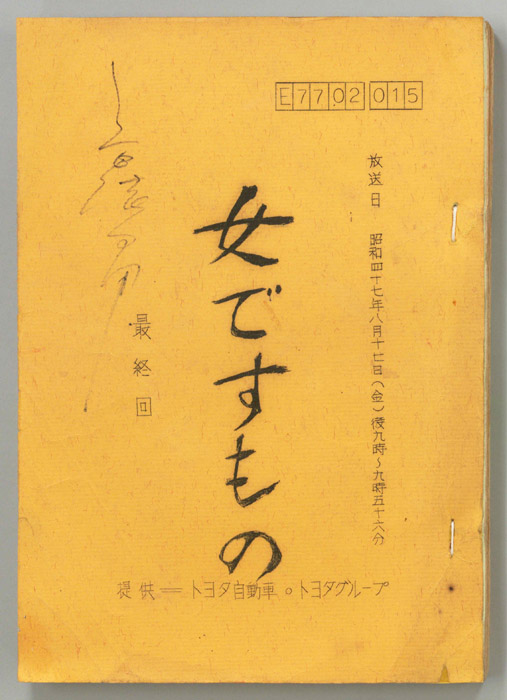 E7702 015
放送日 昭和四十七年八月十七日(金)後九時~九時五十六分
女ですもの
最終回
提供＝トヨタ自動車。トヨタグループ